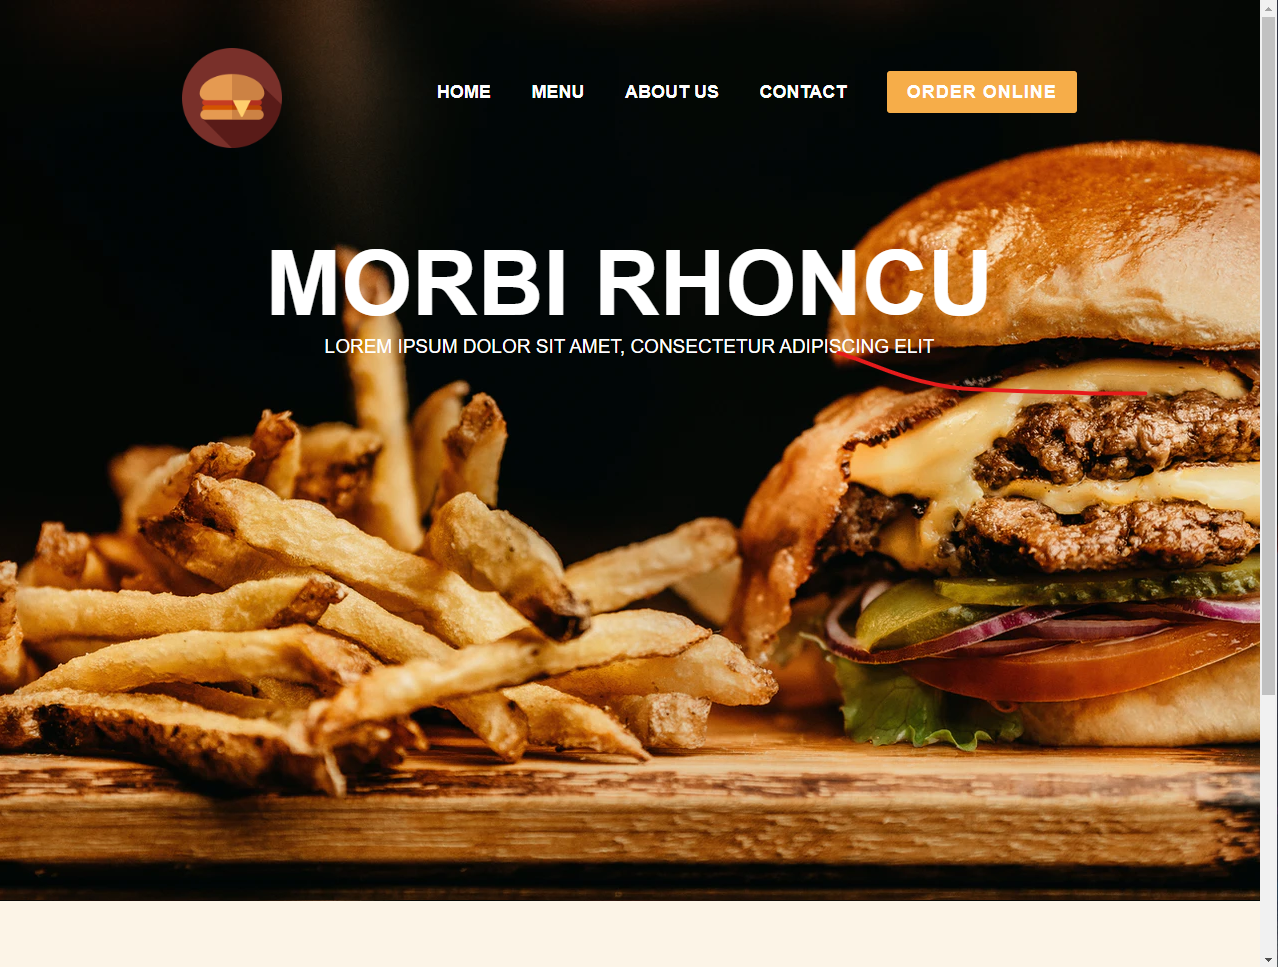 HOME MENU ABOUT US CONTACT ORDER ONLINE
MORBI RHONCU
LOREM IPSUM DOLOR SIT AMET, CONSECTETUR ADIPISCING ELIT